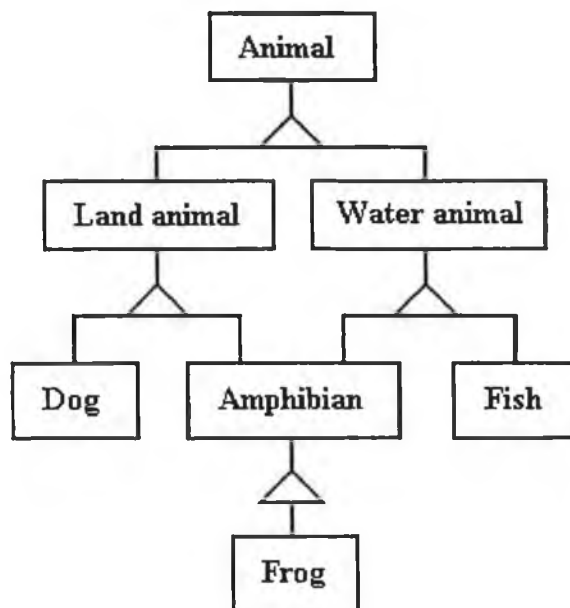 Animal
Land animal
Water animal
Dog
Amphibian
Fish
Frog